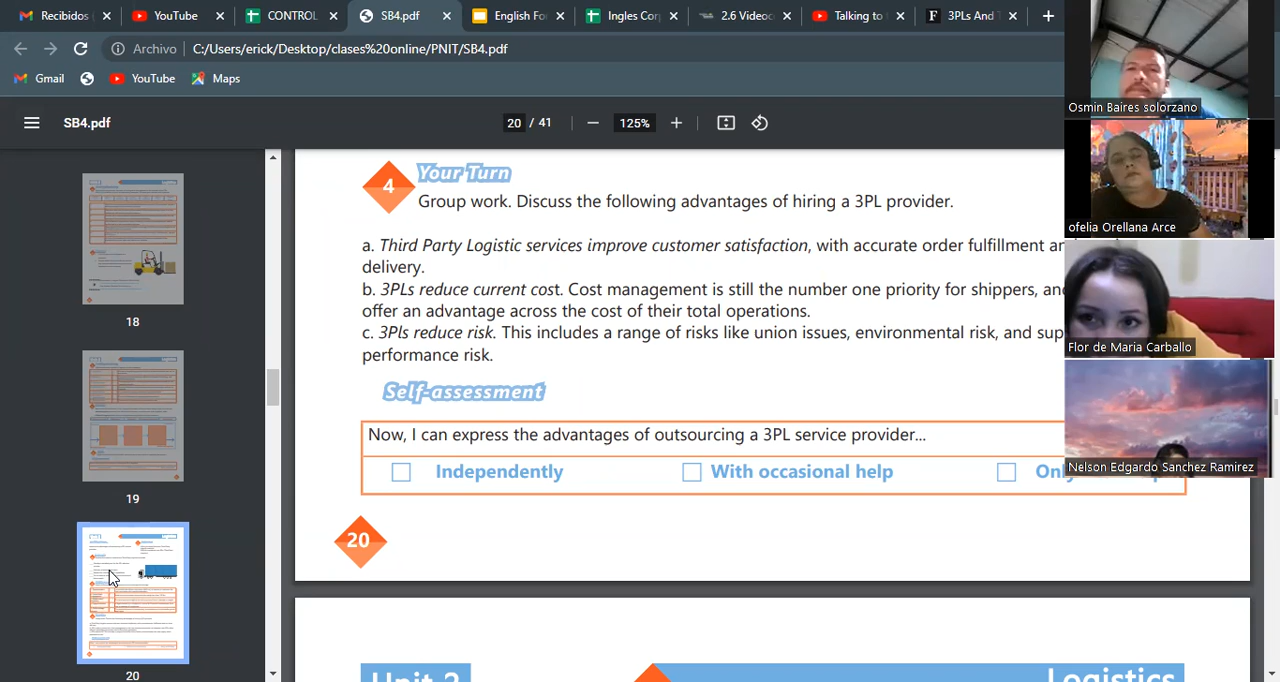 Recibidos
YouTube
CONTROL
SB4.pdf
English Fo
Ingles Cor
2.6 Videoc
Talking to
3PLs And T
Archivo
C:/Users/erick/Desktop/clases%20online/PNIT/SB4.pdf
Gmail
YouTube
Maps
SB4.pdf
20 / 41
125%
18
19
20
4
Your Turn
Group work. Discuss the following advantages of hiring a 3PL provider.
a. Third Party Logistic services improve customer satisfaction, with accurate order fulfillment
delivery.
b. 3PLs reduce current cost. Cost management is still the number one priority for shippers,
offer an advantage across the cost of their total operations.
c. 3Pls reduce risk. This includes a range of risks like union issues, environmental risk, and
performance risk.
Self-assessment
Now, I can express the advantages of outsourcing a 3PL service provider...
Independently
With occasional help
20
Unit 2
Logistics
Osmin Baires solorzano
ofelia Orellana Arce
Flor de Maria Carballo
Nelson Edgardo Sanchez Ramirez